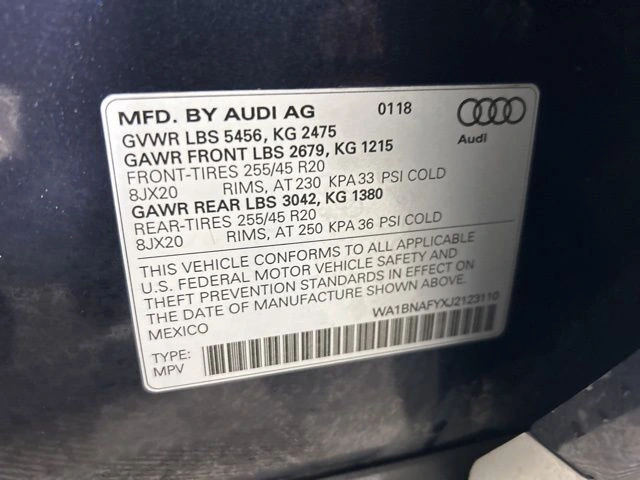 MFD. BY AUDI AG 0118
GVWR LBS 5456, KG 2475
GAWR FRONT LBS 2679, KG 1215
FRONT-TIRES 255/45 R20
8JX20 RIMS, AT 230 KPA 33 PSI COLD
GAWR REAR LBS 3042, KG 1380
REAR-TIRES 255/45 R20
8JX20 RIMS, AT 250 KPA 36 PSI COLD
Audi
THIS VEHICLE CONFORMS TO ALL APPLICABLE
U.S. FEDERAL MOTOR VEHICLE SAFETY AND
THEFT PREVENTION STANDARDS IN EFFECT ON
THE DATE OF MANUFACTURE SHOWN ABOVE.
MEXICO WA1BNAFYXJ2123110
TYPE:
MPV